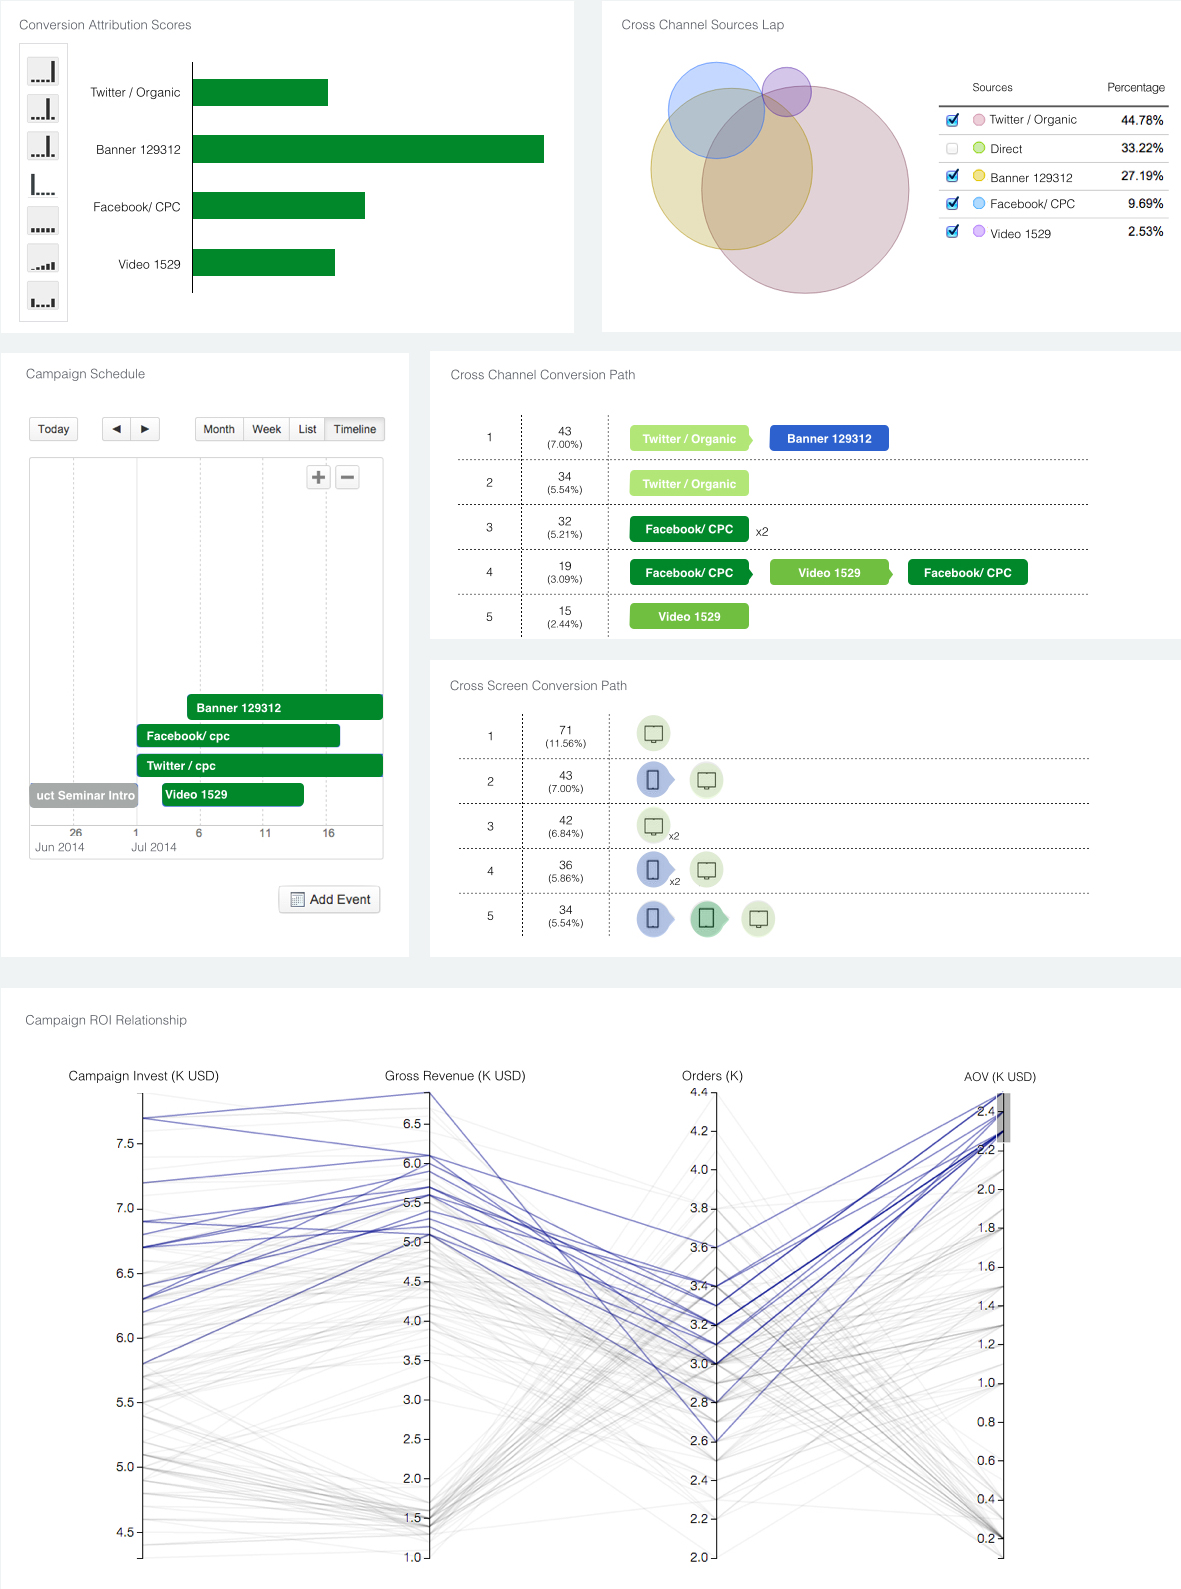 Conversion Attribution Scores
Twitter / Organic
Banner 129312
Facebook/ CPC
Video 1529
Cross Channel Sources Lap
Sources Percentage
Twitter / Organic 44.78%
Direct 33.22%
Banner 129312 27.19%
Facebook/ CPC 9.69%
Video 1529 2.53%
Campaign Schedule
Today ◀ ▶ Month Week List Timeline
+ −
Banner 129312
Facebook/ cpc
Twitter / cpc
uct Seminar Intro Video 1529
26 1 6 11 16
Jun 2014 Jul 2014
Add Event
Cross Channel Conversion Path
1 43 (7.00%) Twitter / Organic Banner 129312
2 34 (5.54%) Twitter / Organic
3 32 (5.21%) Facebook/ CPC x2
4 19 (3.09%) Facebook/ CPC Video 1529 Facebook/ CPC
5 15 (2.44%) Video 1529
Cross Screen Conversion Path
1 71 (11.56%)
2 43 (7.00%)
3 42 (6.84%) x2
4 36 (5.86%) x2
5 34 (5.54%)
Campaign ROI Relationship
Campaign Invest (K USD) Gross Revenue (K USD) Orders (K) AOV (K USD)
7.5
7.0
6.5
6.0
5.5
5.0
4.5
6.5
6.0
5.5
5.0
4.5
4.0
3.5
3.0
2.5
2.0
1.5
1.0
4.4
4.2
4.0
3.8
3.6
3.4
3.2
3.0
2.8
2.6
2.4
2.2
2.0
2.4
2.2
2.0
1.8
1.6
1.4
1.2
1.0
0.8
0.6
0.4
0.2